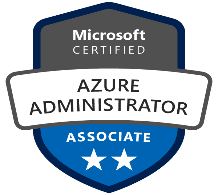 Microsoft
CERTIFIED
AZURE
ADMINISTRATOR
ASSOCIATE